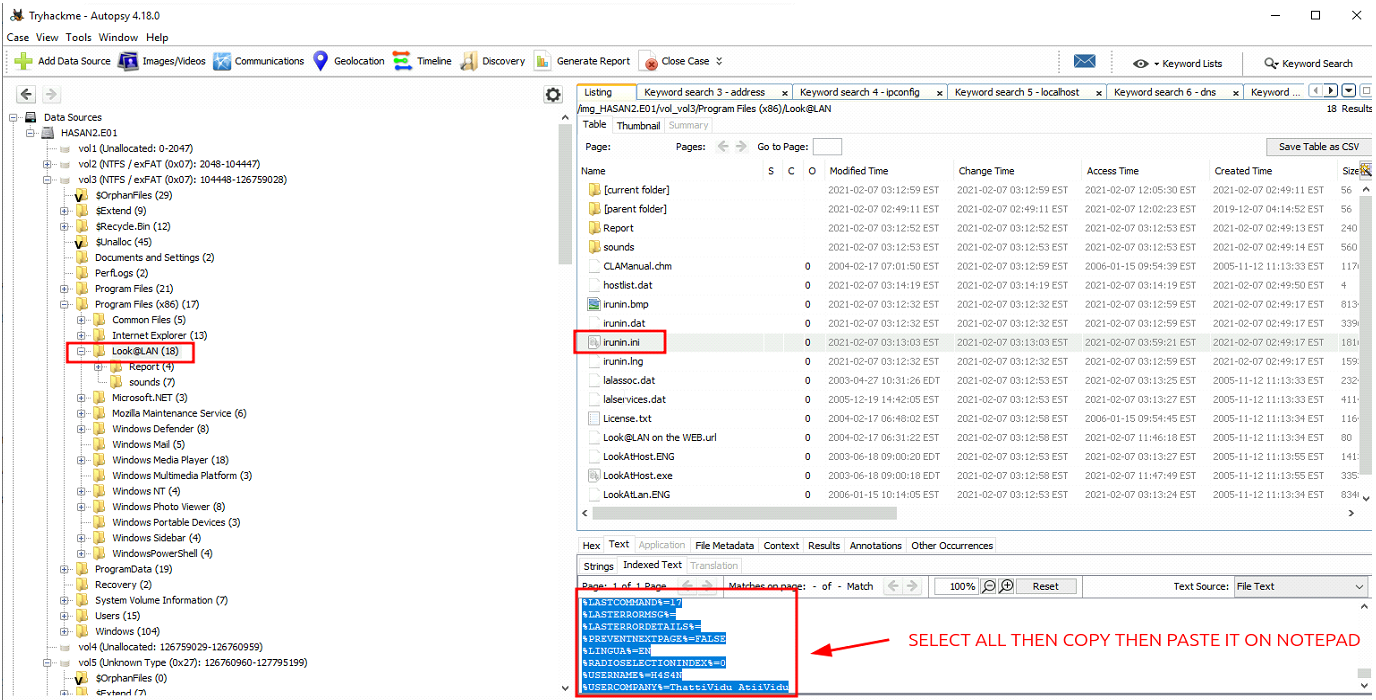 Tryhackme - Autopsy 4.18.0
Case View Tools Window Help
Add Data Source Images/Videos Communications Geolocation Timeline Discovery Generate Report Close Case Keyword Lists Keyword Search
Data Sources
HASAN2.E01
vol1 (Unallocated: 0-2047)
vol2 (NTFS / exFAT (0x07): 2048-104447)
vol3 (NTFS / exFAT (0x07): 104448-126759028)
$OrphanFiles (29)
$Extend (9)
$Recycle.Bin (12)
$Unalloc (45)
Documents and Settings (2)
PerfLogs (2)
Program Files (21)
Program Files (x86) (17)
Common Files (5)
Internet Explorer (13)
Look@LAN (18)
Report (4)
sounds (7)
Microsoft.NET (3)
Mozilla Maintenance Service (6)
Windows Defender (8)
Windows Mail (5)
Windows Media Player (18)
Windows Multimedia Platform (3)
Windows NT (4)
Windows Photo Viewer (8)
Windows Portable Devices (3)
Windows Sidebar (4)
WindowsPowerShell (4)
ProgramData (19)
Recovery (2)
System Volume Information (7)
Users (15)
Windows (104)
vol4 (Unallocated: 126759029-126760959)
vol5 (Unknown Type (0x27): 126760960-127795199)
$OrphanFiles (0)
$Extend (7)
Listing Keyword search 3 - address x Keyword search 4 - ipconfig x Keyword search 5 - localhost x Keyword search 6 - dns x Keyword ...
/img_HASAN2.E01/vol_vol3/Program Files (x86)/Look@LAN 18 Results
Table Thumbnail Summary
Page: Pages: Go to Page: Save Table as CSV
Name S C O Modified Time Change Time Access Time Created Time Size
[current folder] 2021-02-07 03:12:59 EST 2021-02-07 03:12:59 EST 2021-02-07 12:05:30 EST 2021-02-07 02:49:11 EST 56
[parent folder] 2021-02-07 02:49:11 EST 2021-02-07 02:49:11 EST 2021-02-07 12:02:23 EST 2019-12-07 04:14:52 EST 56
Report 2021-02-07 03:12:52 EST 2021-02-07 03:12:52 EST 2021-02-07 03:12:52 EST 2021-02-07 02:49:13 EST 240
sounds 2021-02-07 03:12:53 EST 2021-02-07 03:12:53 EST 2021-02-07 03:12:53 EST 2021-02-07 02:49:14 EST 560
CLAManual.chm 0 2004-02-17 07:01:50 EST 2021-02-07 03:12:59 EST 2006-01-15 09:54:39 EST 2005-11-12 11:13:33 EST
hostlist.dat 0 2021-02-07 03:14:19 EST 2021-02-07 03:14:19 EST 2021-02-07 03:14:19 EST 2021-02-07 02:49:50 EST 4
irunin.bmp 0 2021-02-07 03:12:32 EST 2021-02-07 03:12:32 EST 2021-02-07 03:12:59 EST 2021-02-07 02:49:17 EST
irunin.dat 0 2021-02-07 03:12:32 EST 2021-02-07 03:12:32 EST 2021-02-07 03:12:59 EST 2021-02-07 02:49:17 EST
irunin.ini 0 2021-02-07 03:13:03 EST 2021-02-07 03:13:03 EST 2021-02-07 03:59:21 EST 2021-02-07 02:49:17 EST
irunin.lng 0 2021-02-07 03:12:32 EST 2021-02-07 03:12:32 EST 2021-02-07 03:12:59 EST 2021-02-07 02:49:17 EST
lalassoc.dat 0 2003-04-27 10:31:26 EDT 2021-02-07 03:12:53 EST 2021-02-07 03:13:25 EST 2005-11-12 11:13:33 EST
lalservices.dat 0 2005-12-19 14:42:05 EST 2021-02-07 03:12:53 EST 2021-02-07 03:13:27 EST 2005-11-12 11:13:33 EST
License.txt 0 2004-02-17 06:48:02 EST 2021-02-07 03:12:58 EST 2006-01-15 09:54:45 EST 2005-11-12 11:13:34 EST
Look@LAN on the WEB.url 0 2004-02-17 06:31:22 EST 2021-02-07 03:12:58 EST 2021-02-07 11:46:18 EST 2005-11-12 11:13:34 EST 80
LookAtHost.ENG 0 2003-06-18 09:00:20 EDT 2021-02-07 03:12:53 EST 2021-02-07 03:13:27 EST 2005-11-12 11:13:55 EST
LookAtHost.exe 0 2003-06-18 09:00:18 EDT 2021-02-07 03:12:53 EST 2021-02-07 11:47:49 EST 2005-11-12 11:13:55 EST
LookAtLan.ENG 0 2006-01-15 10:14:05 EST 2021-02-07 03:12:53 EST 2021-02-07 03:13:24 EST 2005-11-12 11:13:34 EST
Hex Text Application File Metadata Context Results Annotations Other Occurrences
Strings Indexed Text Translation
Page: 1 of 1 Page Matches on page: - of - Match 100% Reset Text Source: File Text
%LASTCOMMAND%=17
%LASTERRORMSG%=
%LASTERRORDETAILS%=
%PREVENTNEXTPAGE%=FALSE
%LINGUA%=EN
%RADIOSELECTIONINDEX%=0
%USERNAME%=H4S4N
%USERCOMPANY%=ThattiVidu AtiiVidu
SELECT ALL THEN COPY THEN PASTE IT ON NOTEPAD